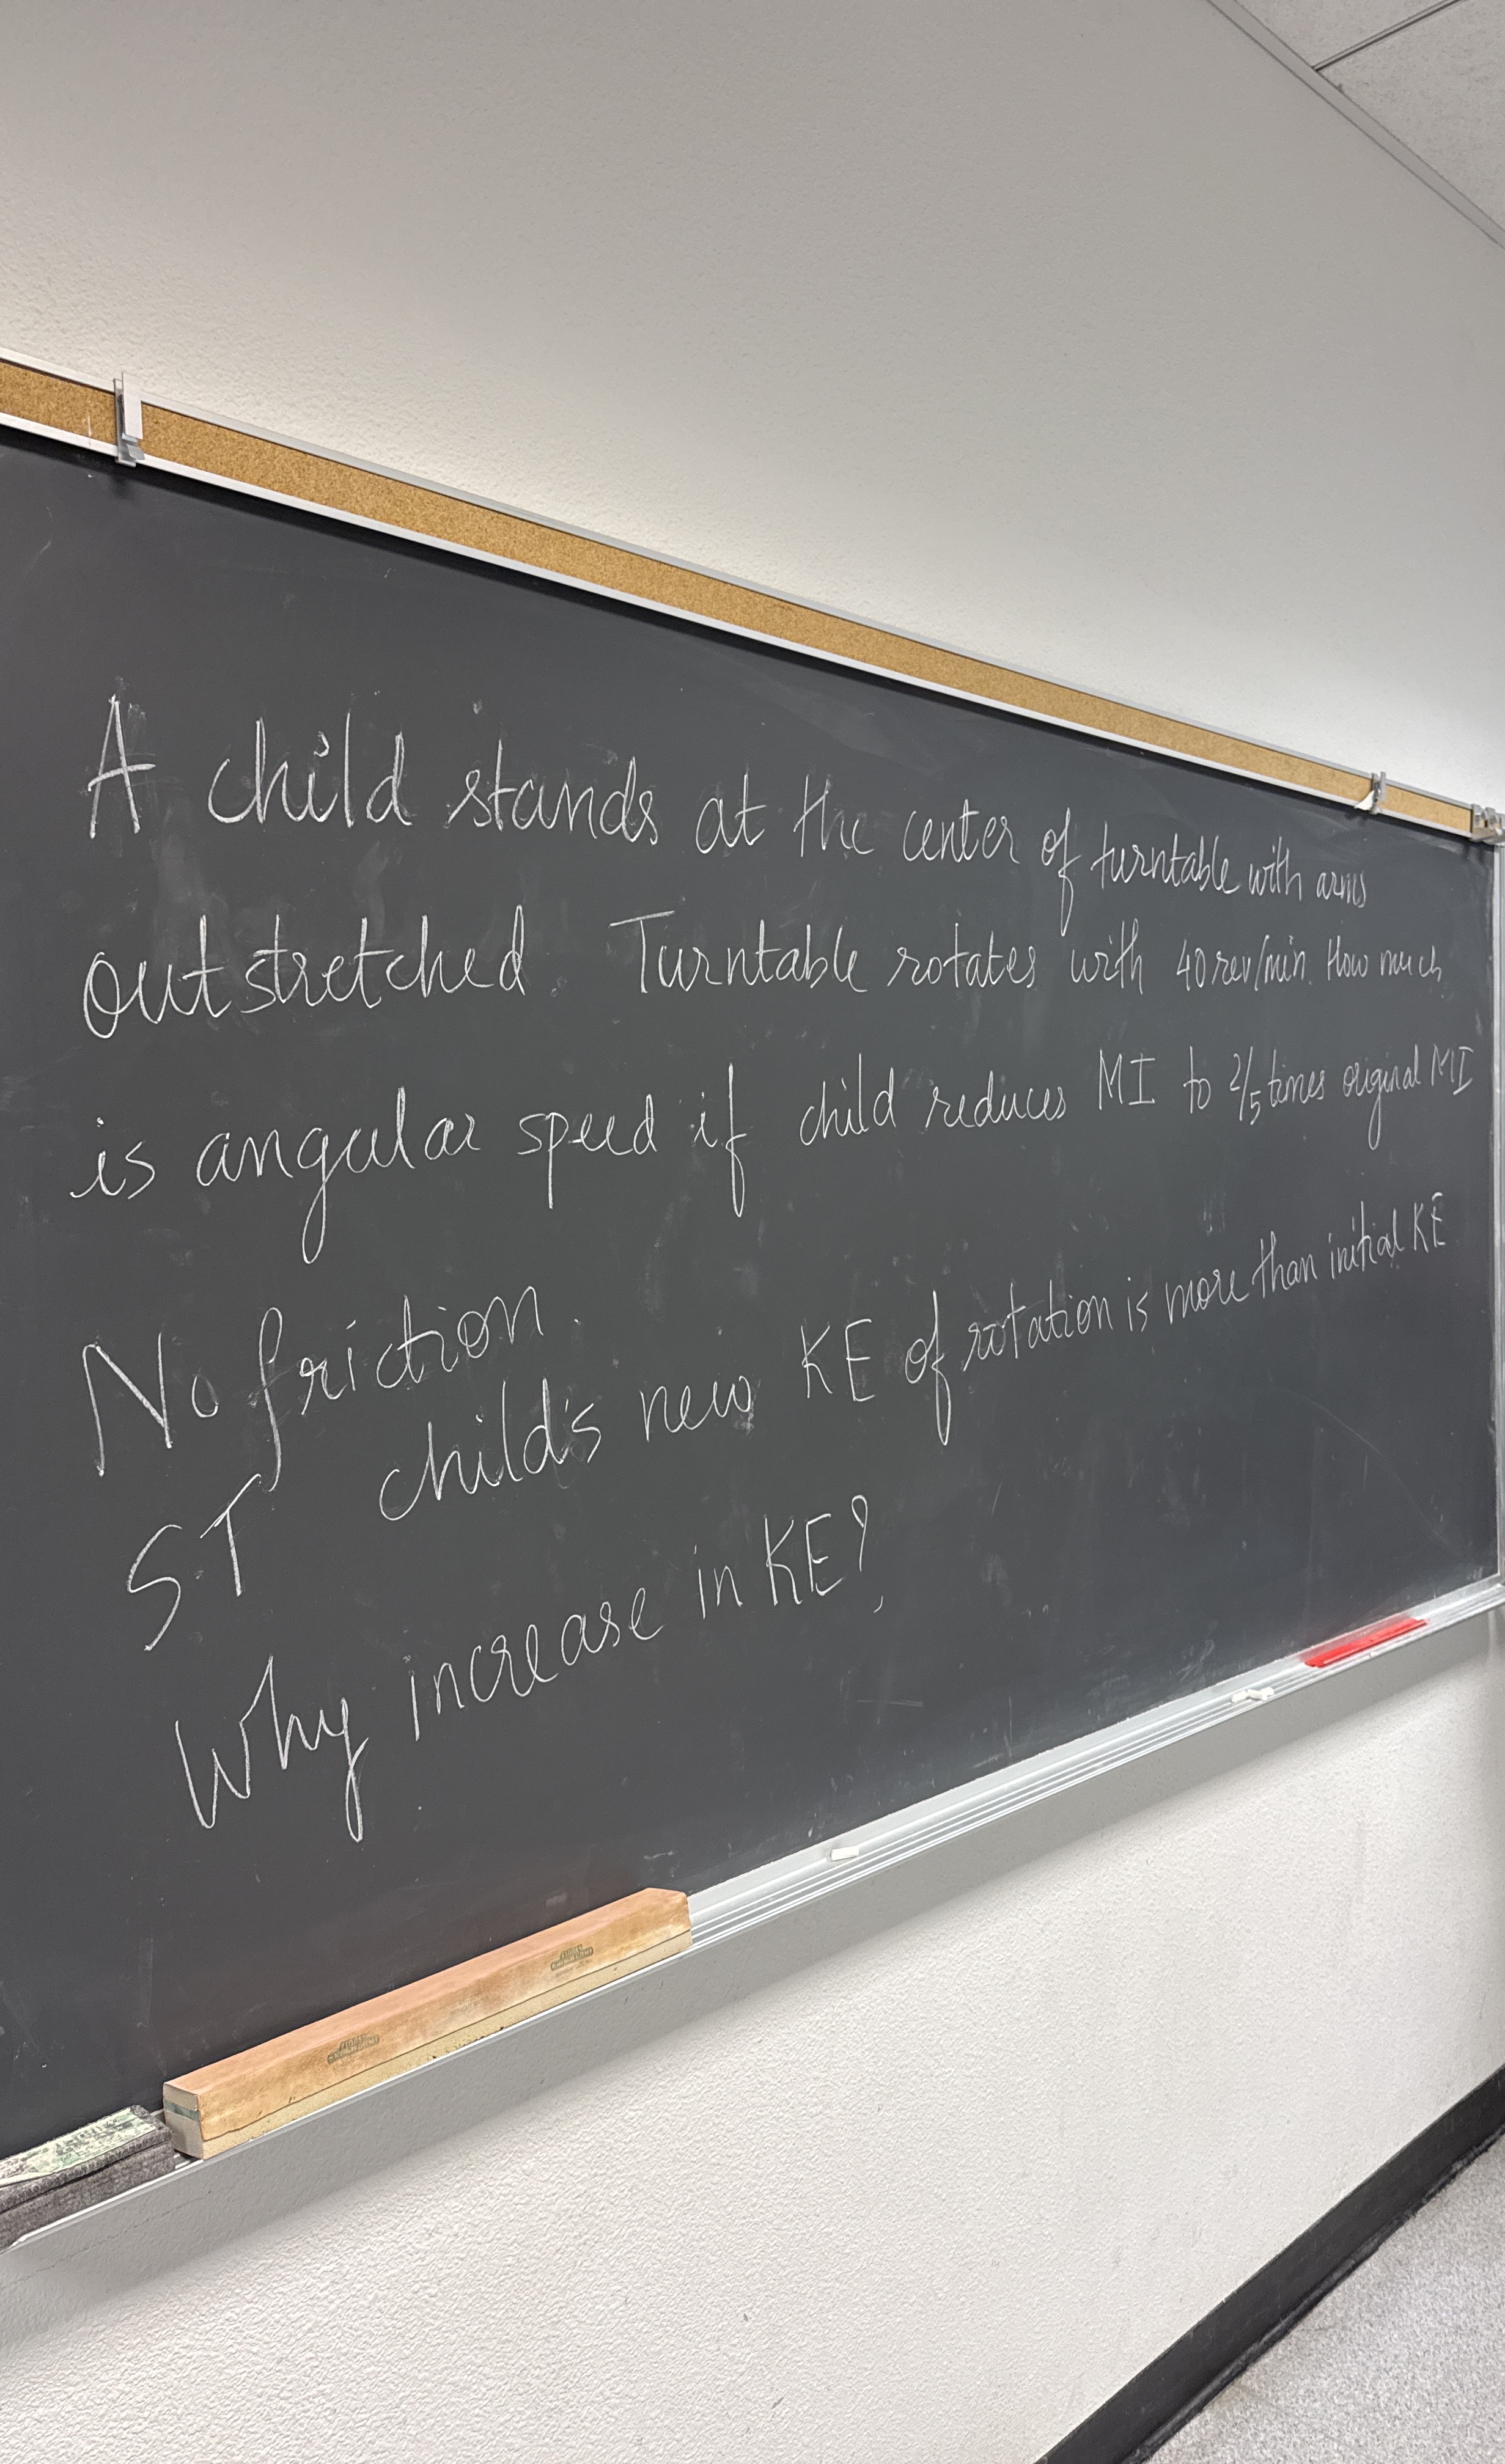 A child stands at the center of turntable with arms
outstretched. Turntable rotates with 40 rev/min. How much
is angular speed if child reduces MI to 2/5 times original MI
No friction.
S.T child's new KE of rotation is more than initial KE
Why increase in KE?